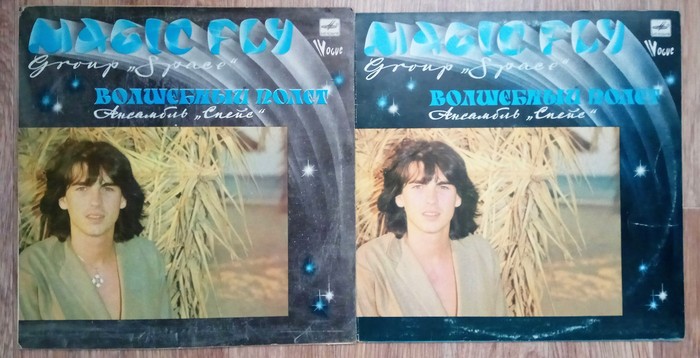 MAGIC FLY
Vogue
Group „Space“
ВОЛШЕБНЫЙ ПОЛЕТ
Ансамбль „Спейс“
MAGIC FLY
Vogue
Group „Space“
ВОЛШЕБНЫЙ ПОЛЕТ
Ансамбль „Спейс“